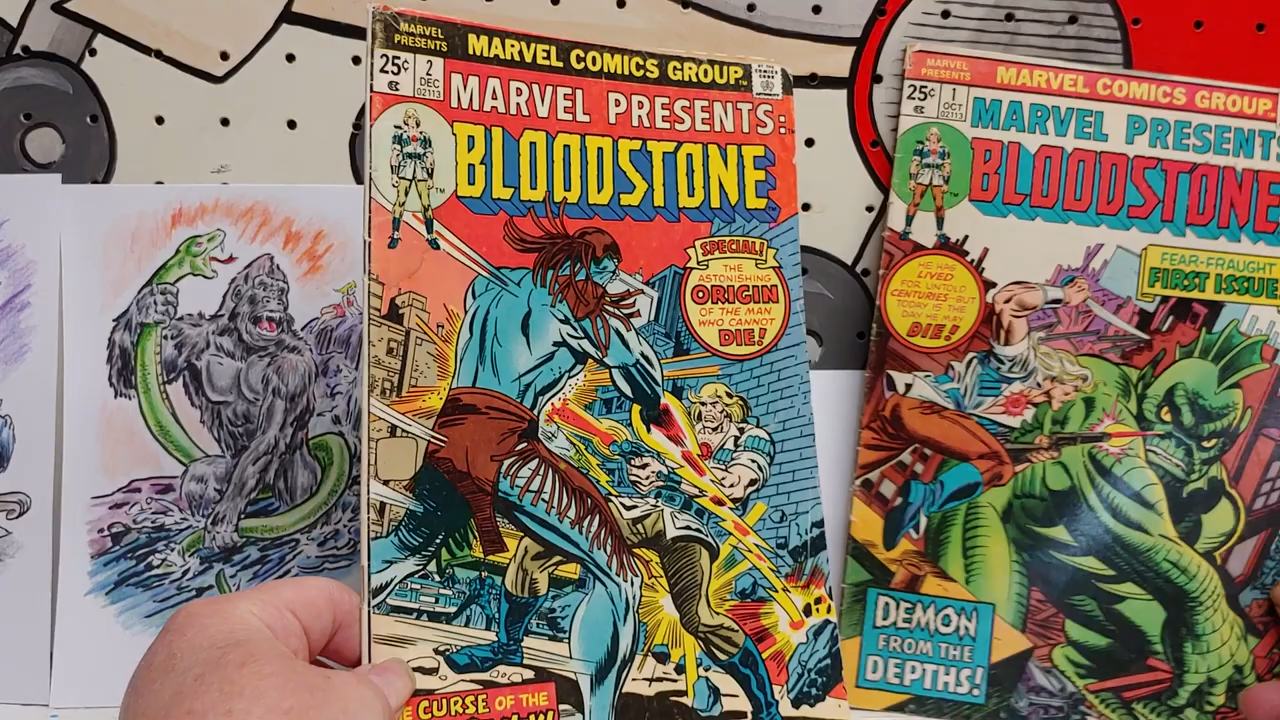 MARVEL
PRESENTS
MARVEL COMICS GROUP™
25¢
2
DEC
02113
MARVEL PRESENTS:
BLOODSTONE
SPECIAL!
THE
ASTONISHING
ORIGIN
OF THE MAN
WHO CANNOT
DIE!
CURSE OF THE
MARVEL
PRESENTS
MARVEL COMICS GROUP
25¢
1
OCT
02113
MARVEL PRESENTS
BLOODSTONE
HE HAS
LIVED
FOR UNTOLD
CENTURIES--BUT
TODAY IS THE
DAY HE MAY
DIE!
FEAR-FRAUGHT
FIRST ISSUE
DEMON
FROM THE
DEPTHS!